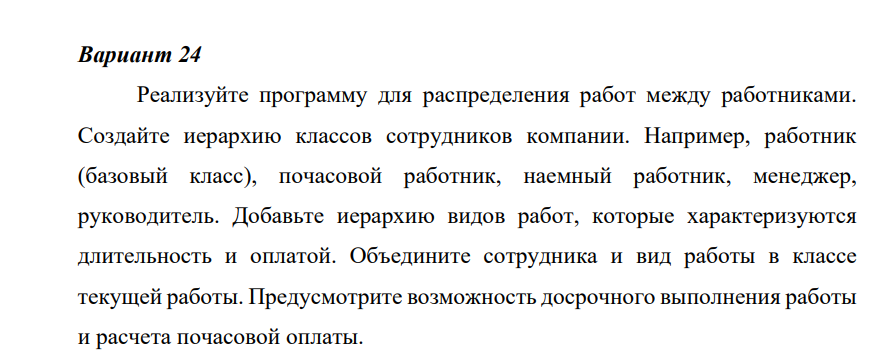 Вариант 24
Реализуйте программу для распределения работ между работниками.
Создайте иерархию классов сотрудников компании. Например, работник
(базовый класс), почасовой работник, наемный работник, менеджер,
руководитель. Добавьте иерархию видов работ, которые характеризуются
длительность и оплатой. Объедините сотрудника и вид работы в классе
текущей работы. Предусмотрите возможность досрочного выполнения работы
и расчета почасовой оплаты.